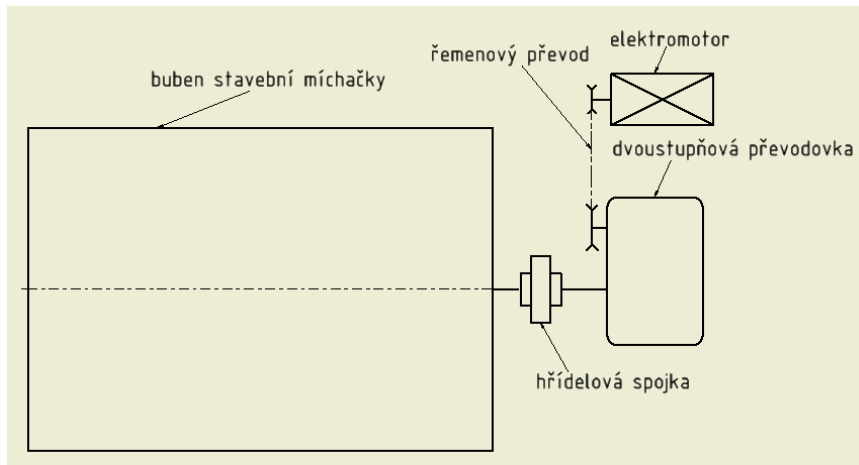 elektromotor
řemenový převod
buben stavební míchačky
dvoustupňová převodovka
hřídelová spojka